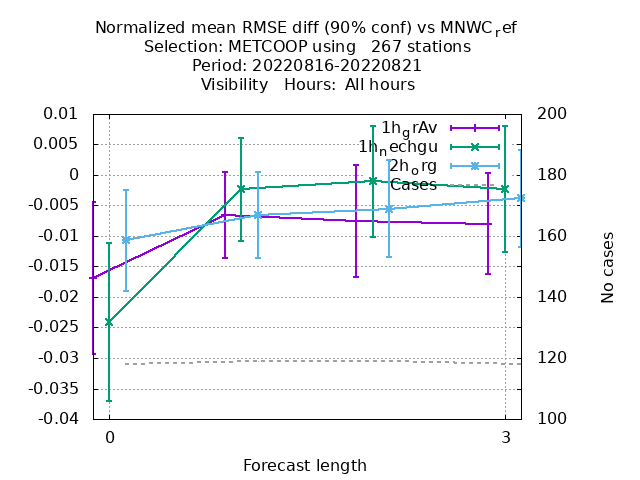 Normalized mean RMSE diff (90% conf) vs MNWC_ref
Selection: METCOOP using 267 stations
Period: 20220816-20220821
Visibility Hours: All hours
0.01
0.005
0
-0.005
-0.01
-0.015
-0.02
-0.025
-0.03
-0.035
-0.04
200
180
160
140
120
100
1h_grAv
1h_nechgu
2h_org
Cases
No cases
0
3
Forecast length